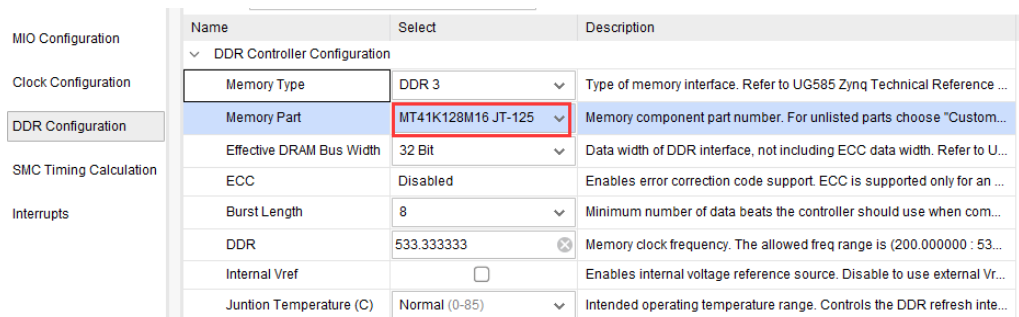 MIO Configuration
Clock Configuration
DDR Configuration
SMC Timing Calculation
Interrupts
Name Select Description
DDR Controller Configuration
Memory Type DDR 3 Type of memory interface. Refer to UG585 Zynq Technical Reference ...
Memory Part MT41K128M16 JT-125 Memory component part number. For unlisted parts choose "Custom...
Effective DRAM Bus Width 32 Bit Data width of DDR interface, not including ECC data width. Refer to U...
ECC Disabled Enables error correction code support. ECC is supported only for an ...
Burst Length 8 Minimum number of data beats the controller should use when com...
DDR 533.333333 Memory clock frequency. The allowed freq range is (200.000000 : 53...
Internal Vref Enables internal voltage reference source. Disable to use external Vr...
Juntion Temperature (C) Normal (0-85) Intended operating temperature range. Controls the DDR refresh inte...